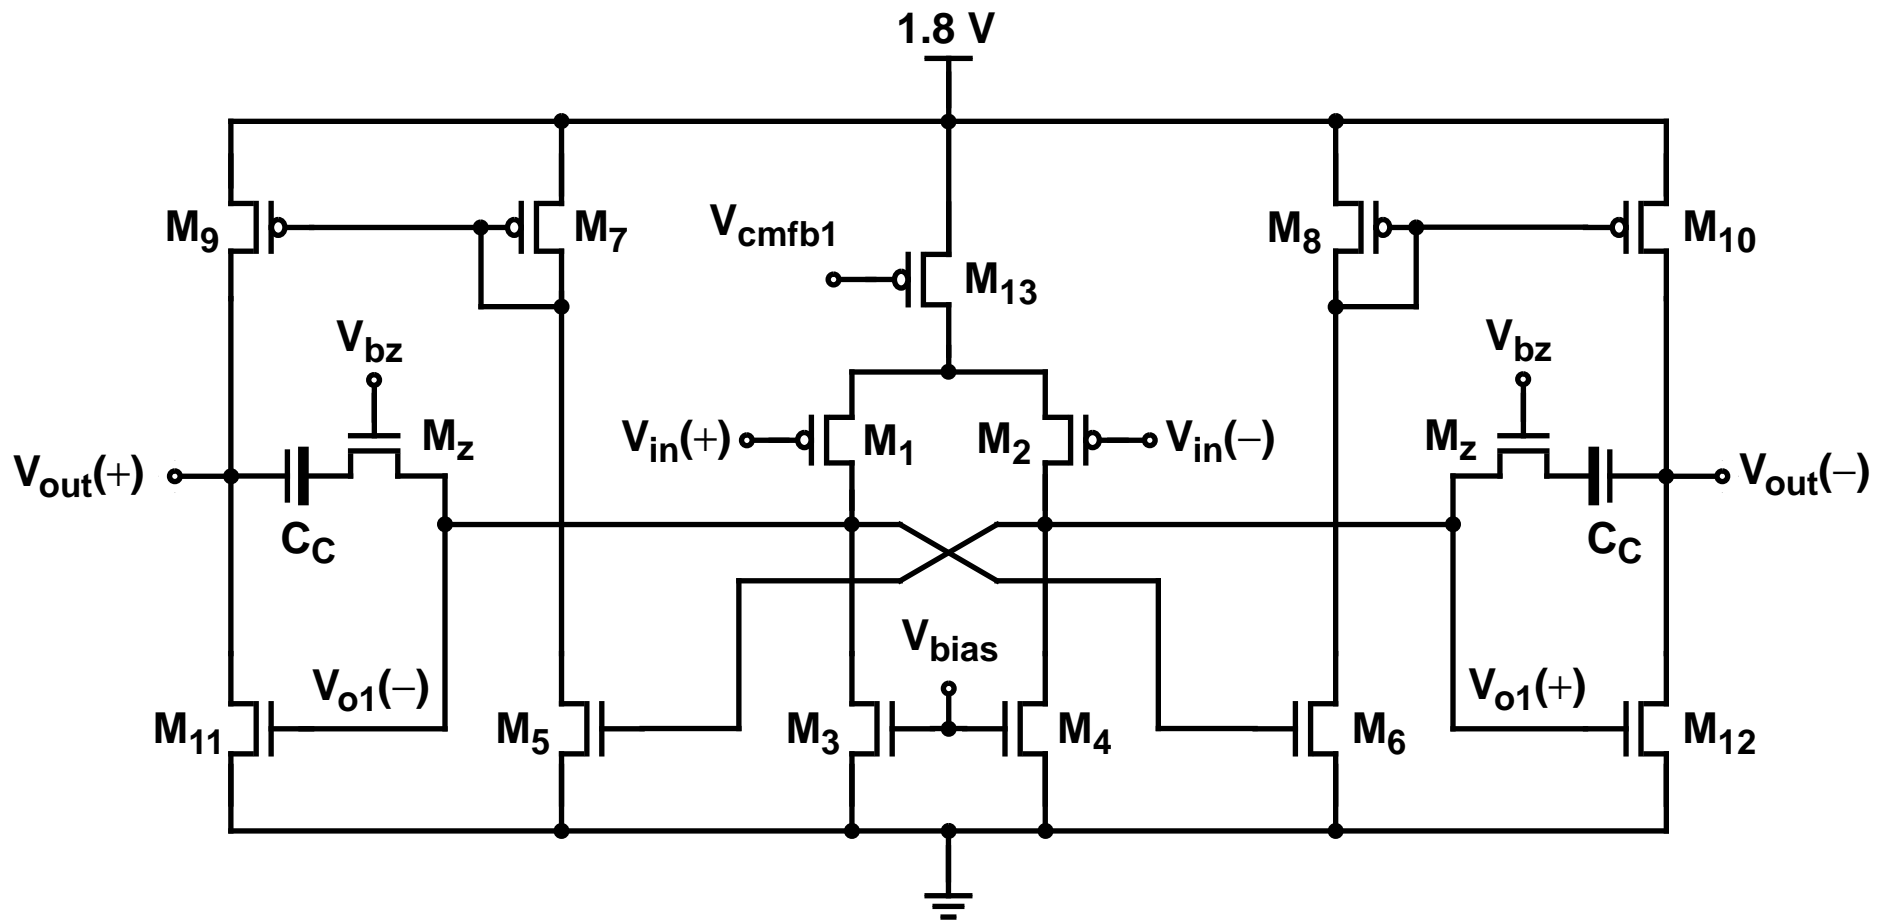 1.8 V
M9
M7
Vcmfb1
M8
M10
M13
Vbz
Vbz
Mz
Vin(+)
M1
M2
Vin(−)
Mz
Vout(+)
Vout(−)
CC
CC
Vbias
Vo1(−)
Vo1(+)
M11
M5
M3
M4
M6
M12